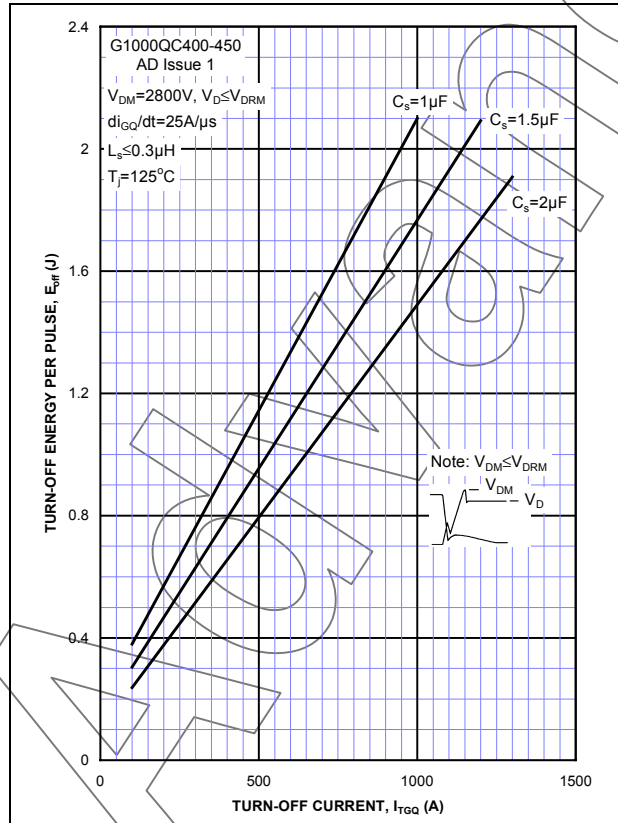 G1000QC400-450
AD Issue 1
V_DM=2800V, V_D≤V_DRM
di_GQ/dt=25A/µs
L_s≤0.3µH
T_j=125°C
C_s=1µF
C_s=1.5µF
C_s=2µF
Note: V_DM≤V_DRM
V_DM
V_D
TURN-OFF ENERGY PER PULSE, E_off (J)
2.4
2
1.6
1.2
0.8
0.4
0
0 500 1000 1500
TURN-OFF CURRENT, I_TGQ (A)